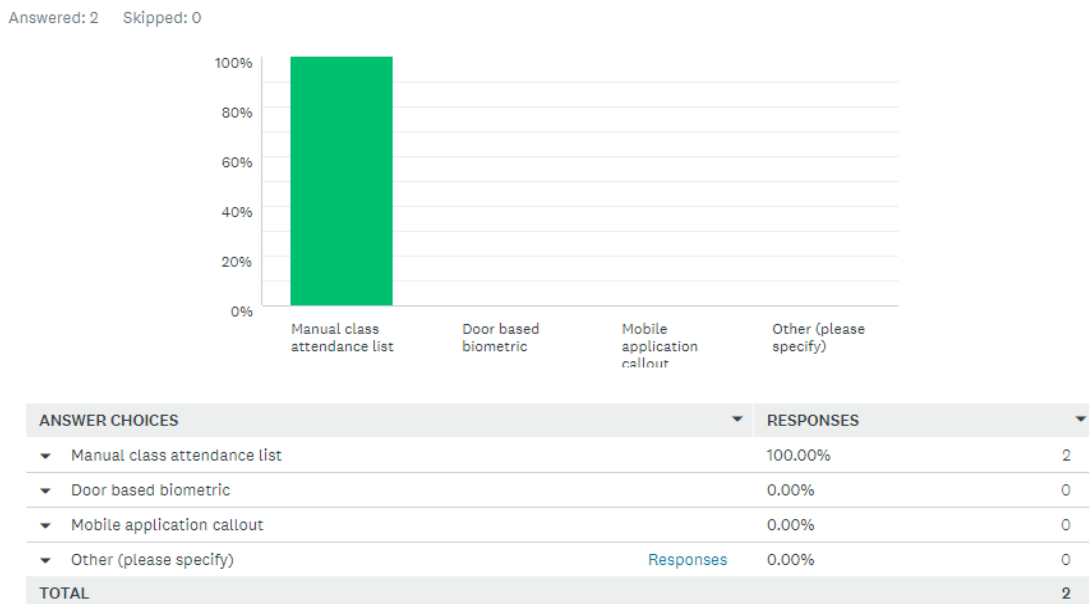 Answered: 2 Skipped: 0
100%
80%
60%
40%
20%
0%
Manual class attendance list
Door based biometric
Mobile application callout
Other (please specify)
ANSWER CHOICES RESPONSES
Manual class attendance list 100.00% 2
Door based biometric 0.00% 0
Mobile application callout 0.00% 0
Other (please specify) Responses 0.00% 0
TOTAL 2